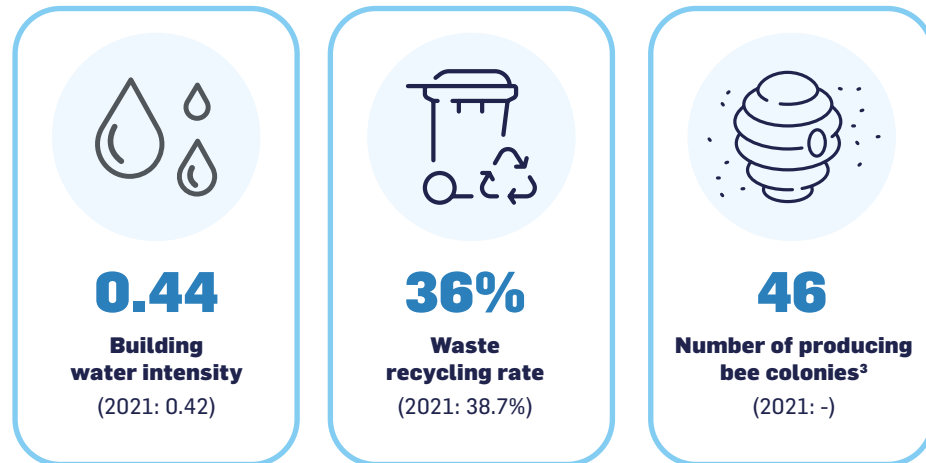 0.44
Building
water intensity
(2021: 0.42)
36%
Waste
recycling rate
(2021: 38.7%)
46
Number of producing
bee colonies³
(2021: -)